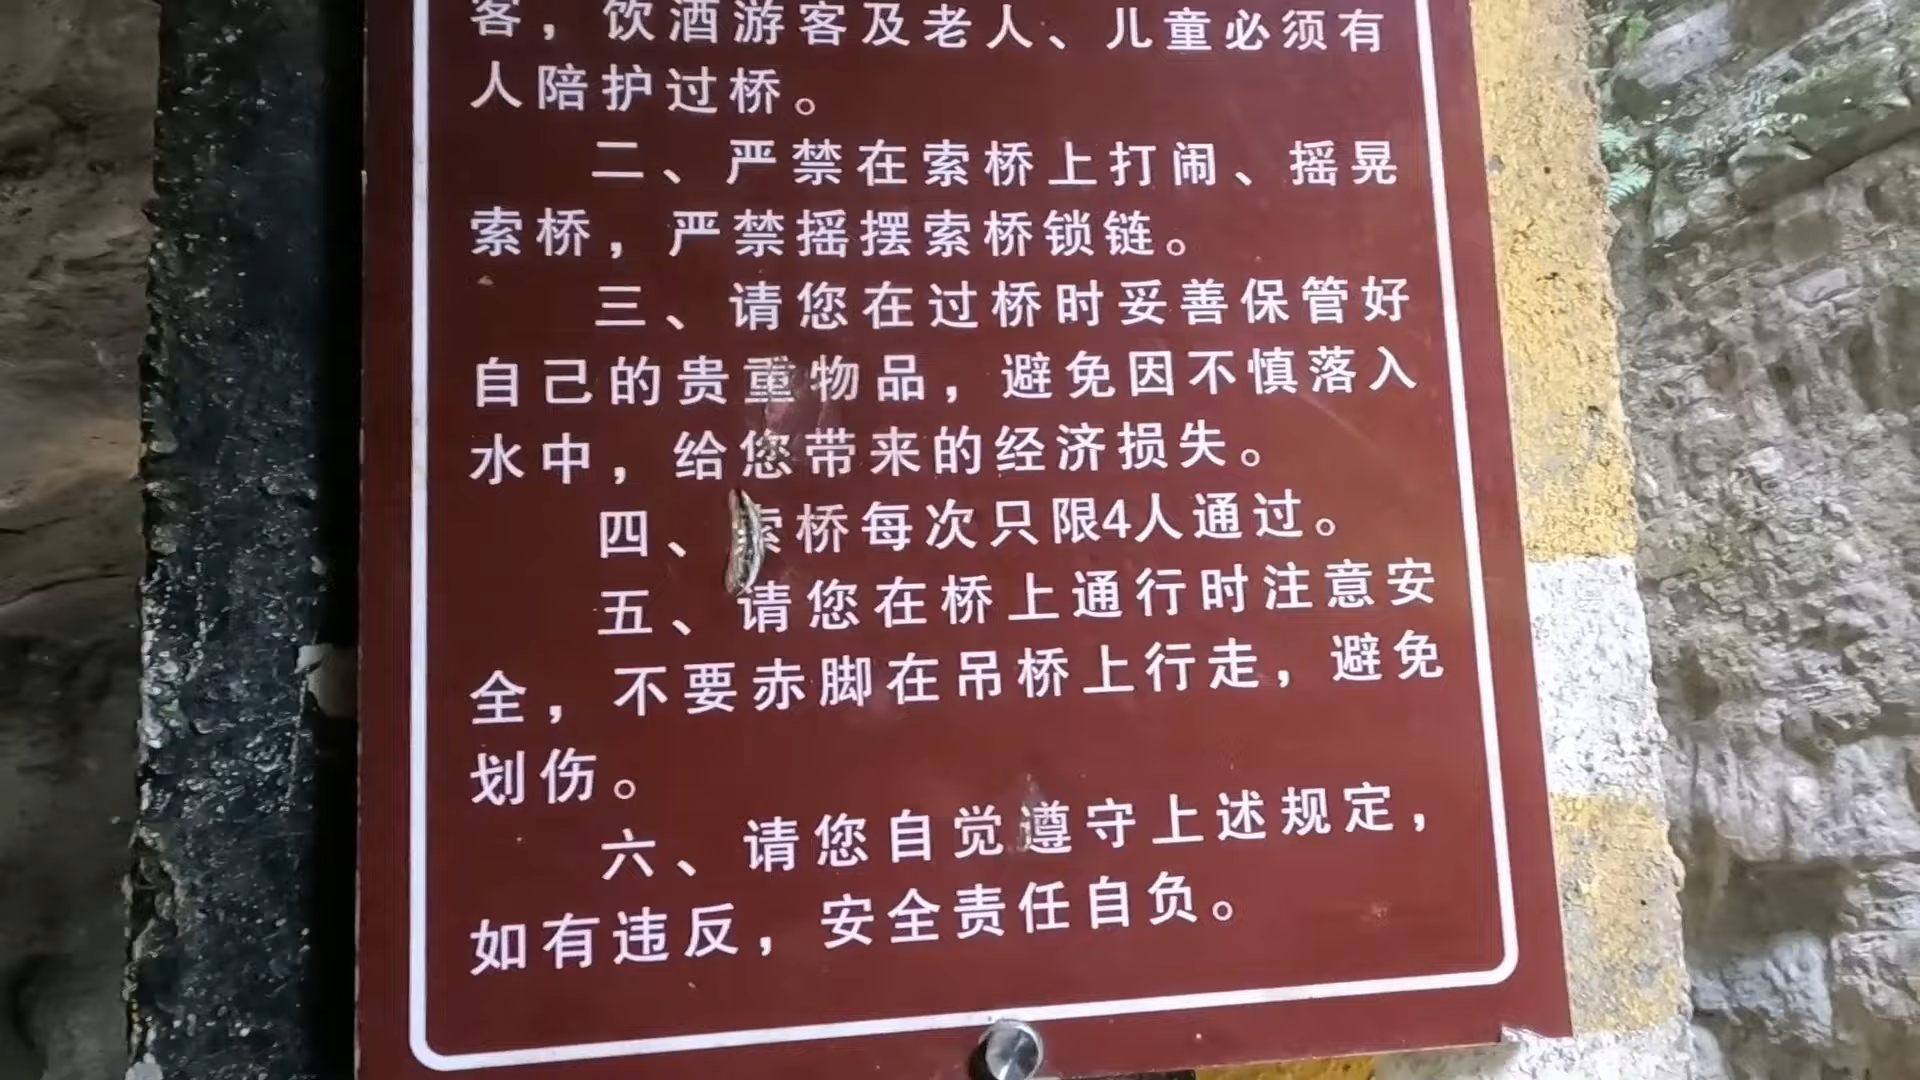 客，饮酒游客及老人、儿童必须有
人陪护过桥。
二、严禁在索桥上打闹、摇晃
索桥，严禁摇摆索桥锁链。
三、请您在过桥时妥善保管好
自己的贵重物品，避免因不慎落入
水中，给您带来的经济损失。
四、索桥每次只限4人通过。
五、请您在桥上通行时注意安
全，不要赤脚在吊桥上行走，避免
划伤。
六、请您自觉遵守上述规定，
如有违反，安全责任自负。